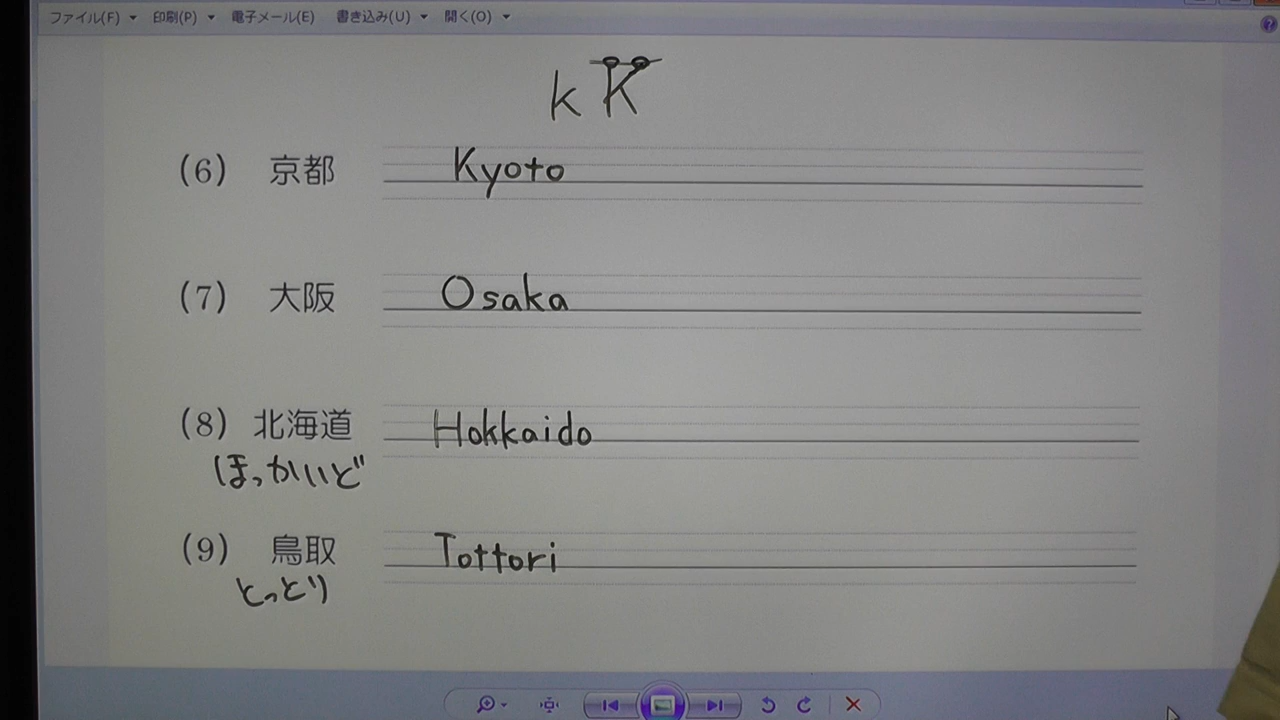 ファイル(F) 印刷(P) 電子メール(E) 書き込み(U) 開く(O)
k K
(6) 京都 Kyoto
(7) 大阪 Osaka
(8) 北海道 Hokkaido
ほっかいど
(9) 鳥取 Tottori
とっとり